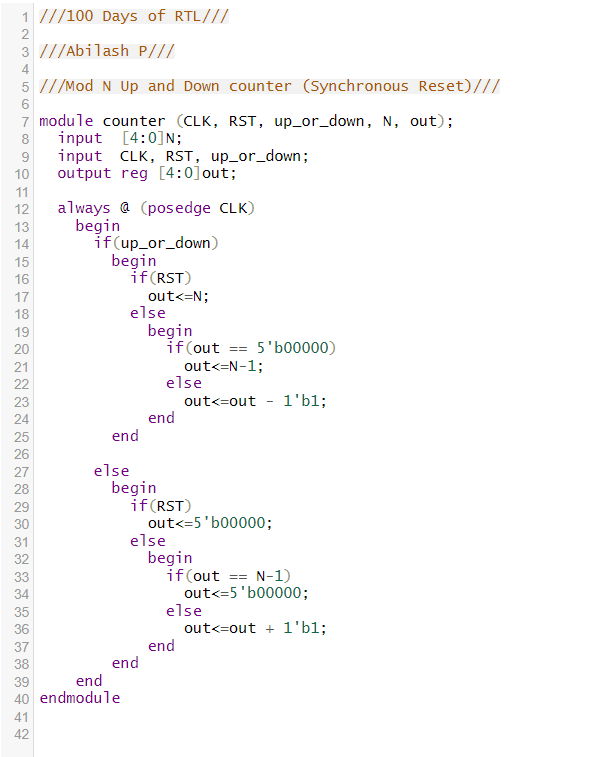 1 ///100 Days of RTL///
2
3 ///Abilash P///
4
5 ///Mod N Up and Down counter (Synchronous Reset)///
6
7 module counter (CLK, RST, up_or_down, N, out);
8   input  [4:0]N;
9   input  CLK, RST, up_or_down;
10   output reg [4:0]out;
11
12   always @ (posedge CLK)
13     begin
14       if(up_or_down)
15         begin
16           if(RST)
17             out<=N;
18           else
19             begin
20               if(out == 5'b00000)
21                 out<=N-1;
22               else
23                 out<=out - 1'b1;
24             end
25         end
26
27       else
28         begin
29           if(RST)
30             out<=5'b00000;
31           else
32             begin
33               if(out == N-1)
34                 out<=5'b00000;
35               else
36                 out<=out + 1'b1;
37             end
38         end
39     end
40 endmodule
41
42